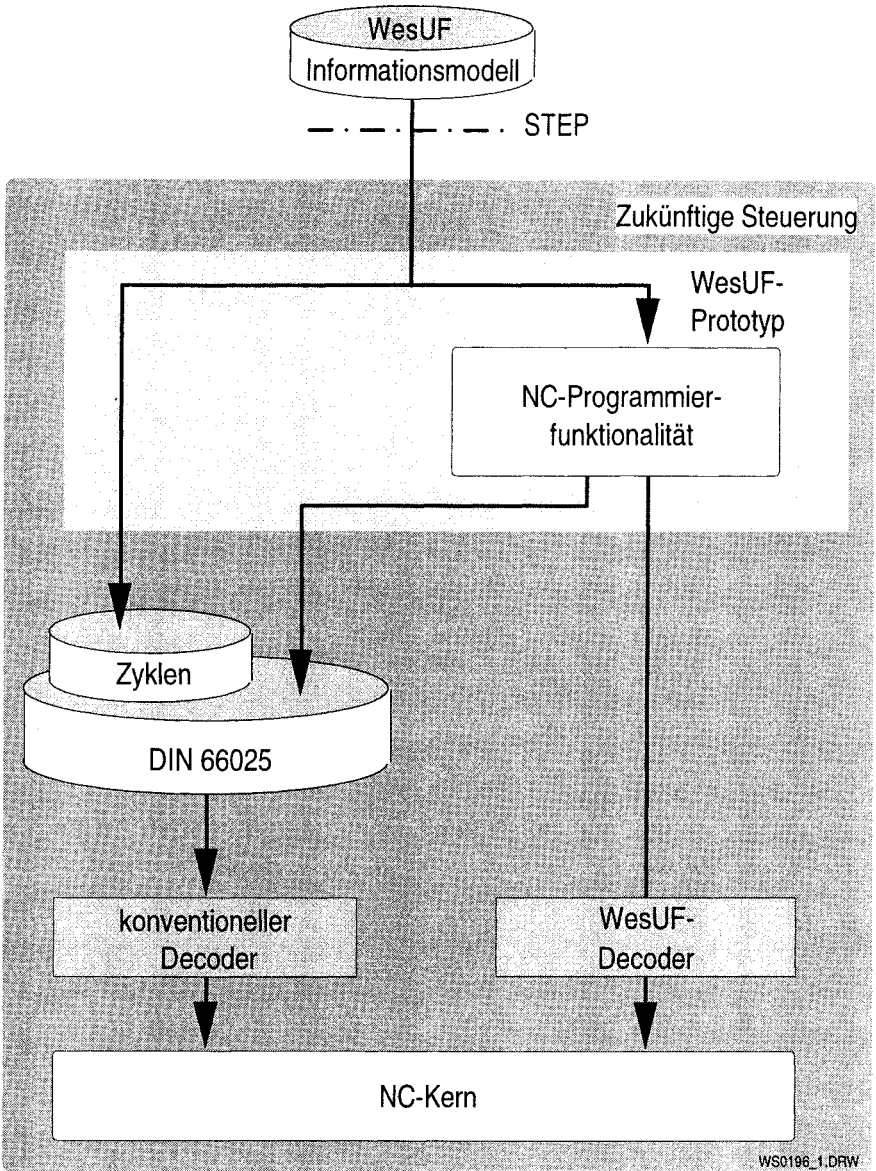 WesUF
Informationsmodell
STEP
Zukünftige Steuerung
WesUF-
Prototyp
NC-Programmier-
funktionalität
Zyklen
DIN 66025
konventioneller
Decoder
WesUF-
Decoder
NC-Kern
WS0196_1.DRW